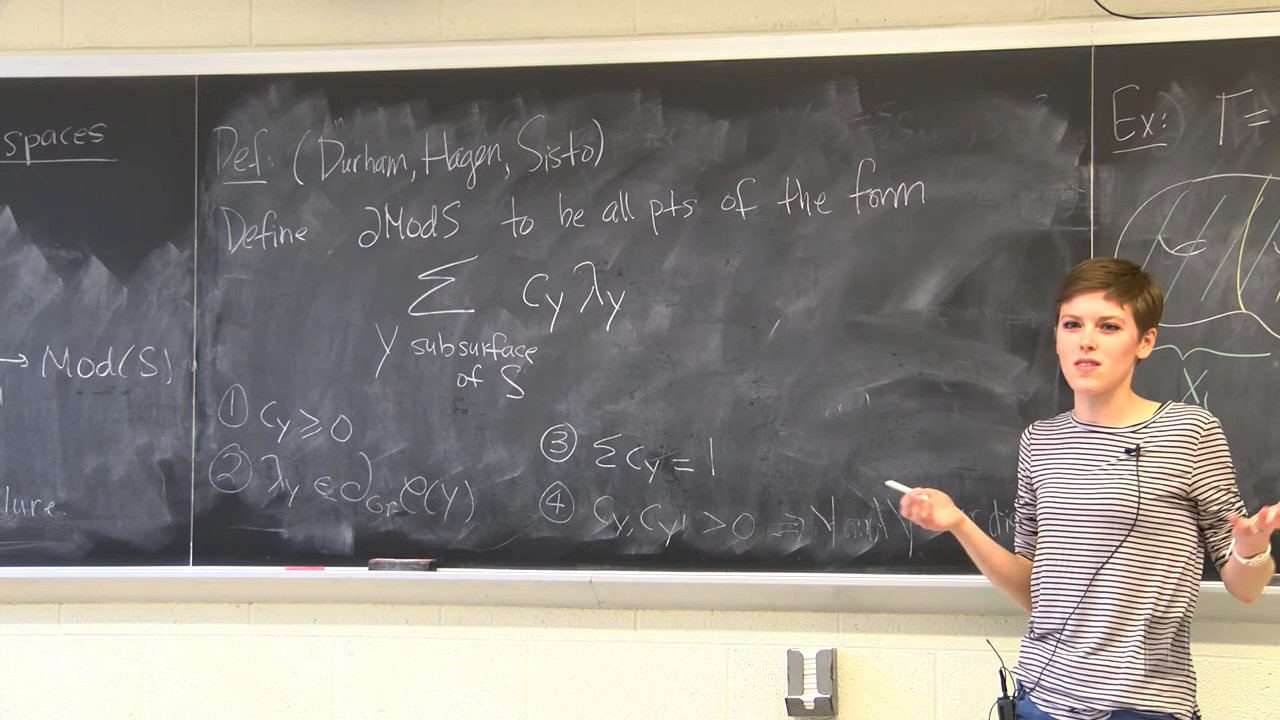 spaces
→ Mod(S)
lure.
Def: (Durham, Hagen, Sisto)
Define ∂ModS to be all pts of the form
Σ c_Y λ_Y
Y subsurface
of S
① c_Y ≥ 0
② λ_Y ∈ ∂_Gr C(Y)
③ Σ c_Y = 1
④ c_Y, c_Y' > 0 ⇒ Y and Y'
Ex: Γ =
X